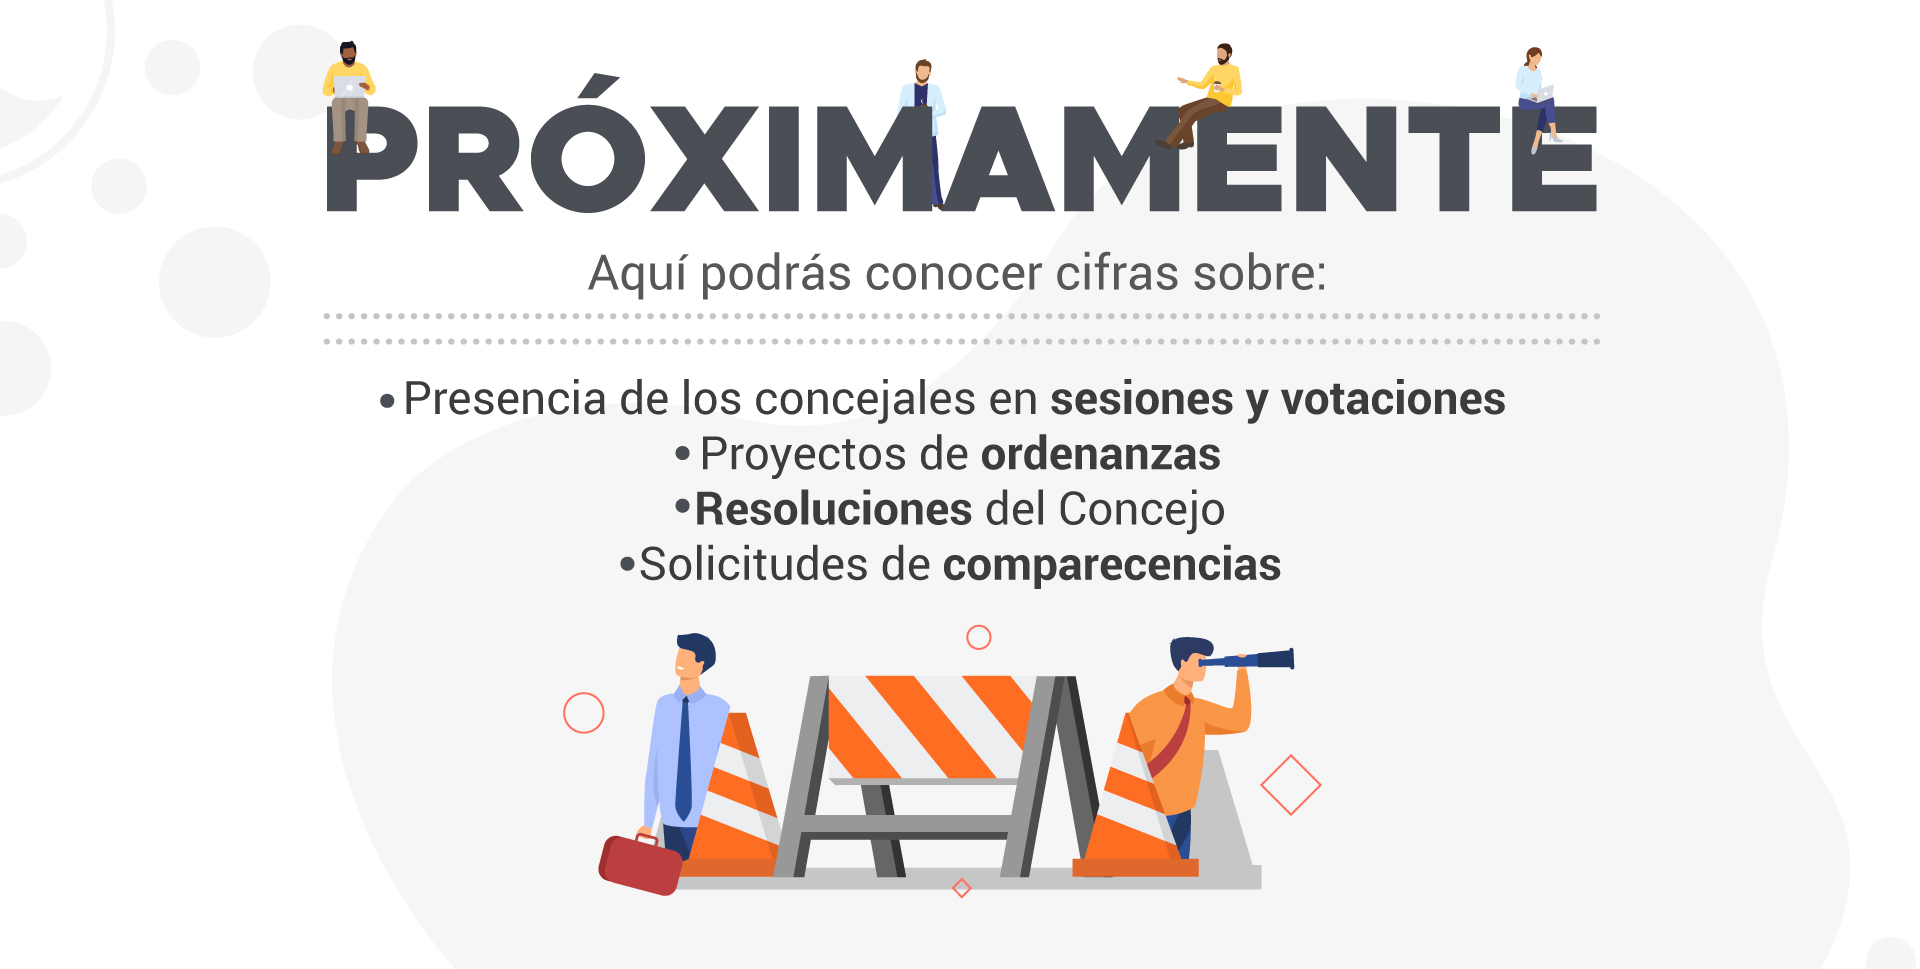 PRÓXIMAMENTE
Aquí podrás conocer cifras sobre:
• Presencia de los concejales en sesiones y votaciones
• Proyectos de ordenanzas
• Resoluciones del Concejo
• Solicitudes de comparecencias